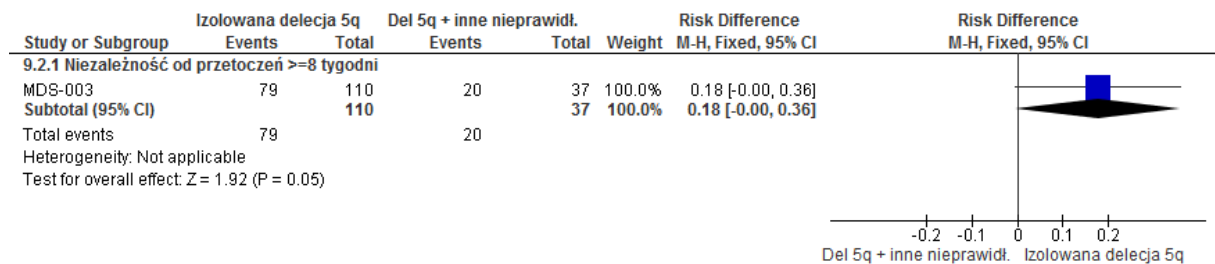 Izolowana delecja 5q Del 5q + inne nieprawidł. Risk Difference Risk Difference
Study or Subgroup Events Total Events Total Weight M-H, Fixed, 95% CI M-H, Fixed, 95% CI
9.2.1 Niezależność od przetoczeń >=8 tygodni
MDS-003 79 110 20 37 100.0% 0.18 [-0.00, 0.36]
Subtotal (95% CI) 110 37 100.0% 0.18 [-0.00, 0.36]
Total events 79 20
Heterogeneity: Not applicable
Test for overall effect: Z = 1.92 (P = 0.05)
-0.2 -0.1 0 0.1 0.2
Del 5q + inne nieprawidł. Izolowana delecja 5q